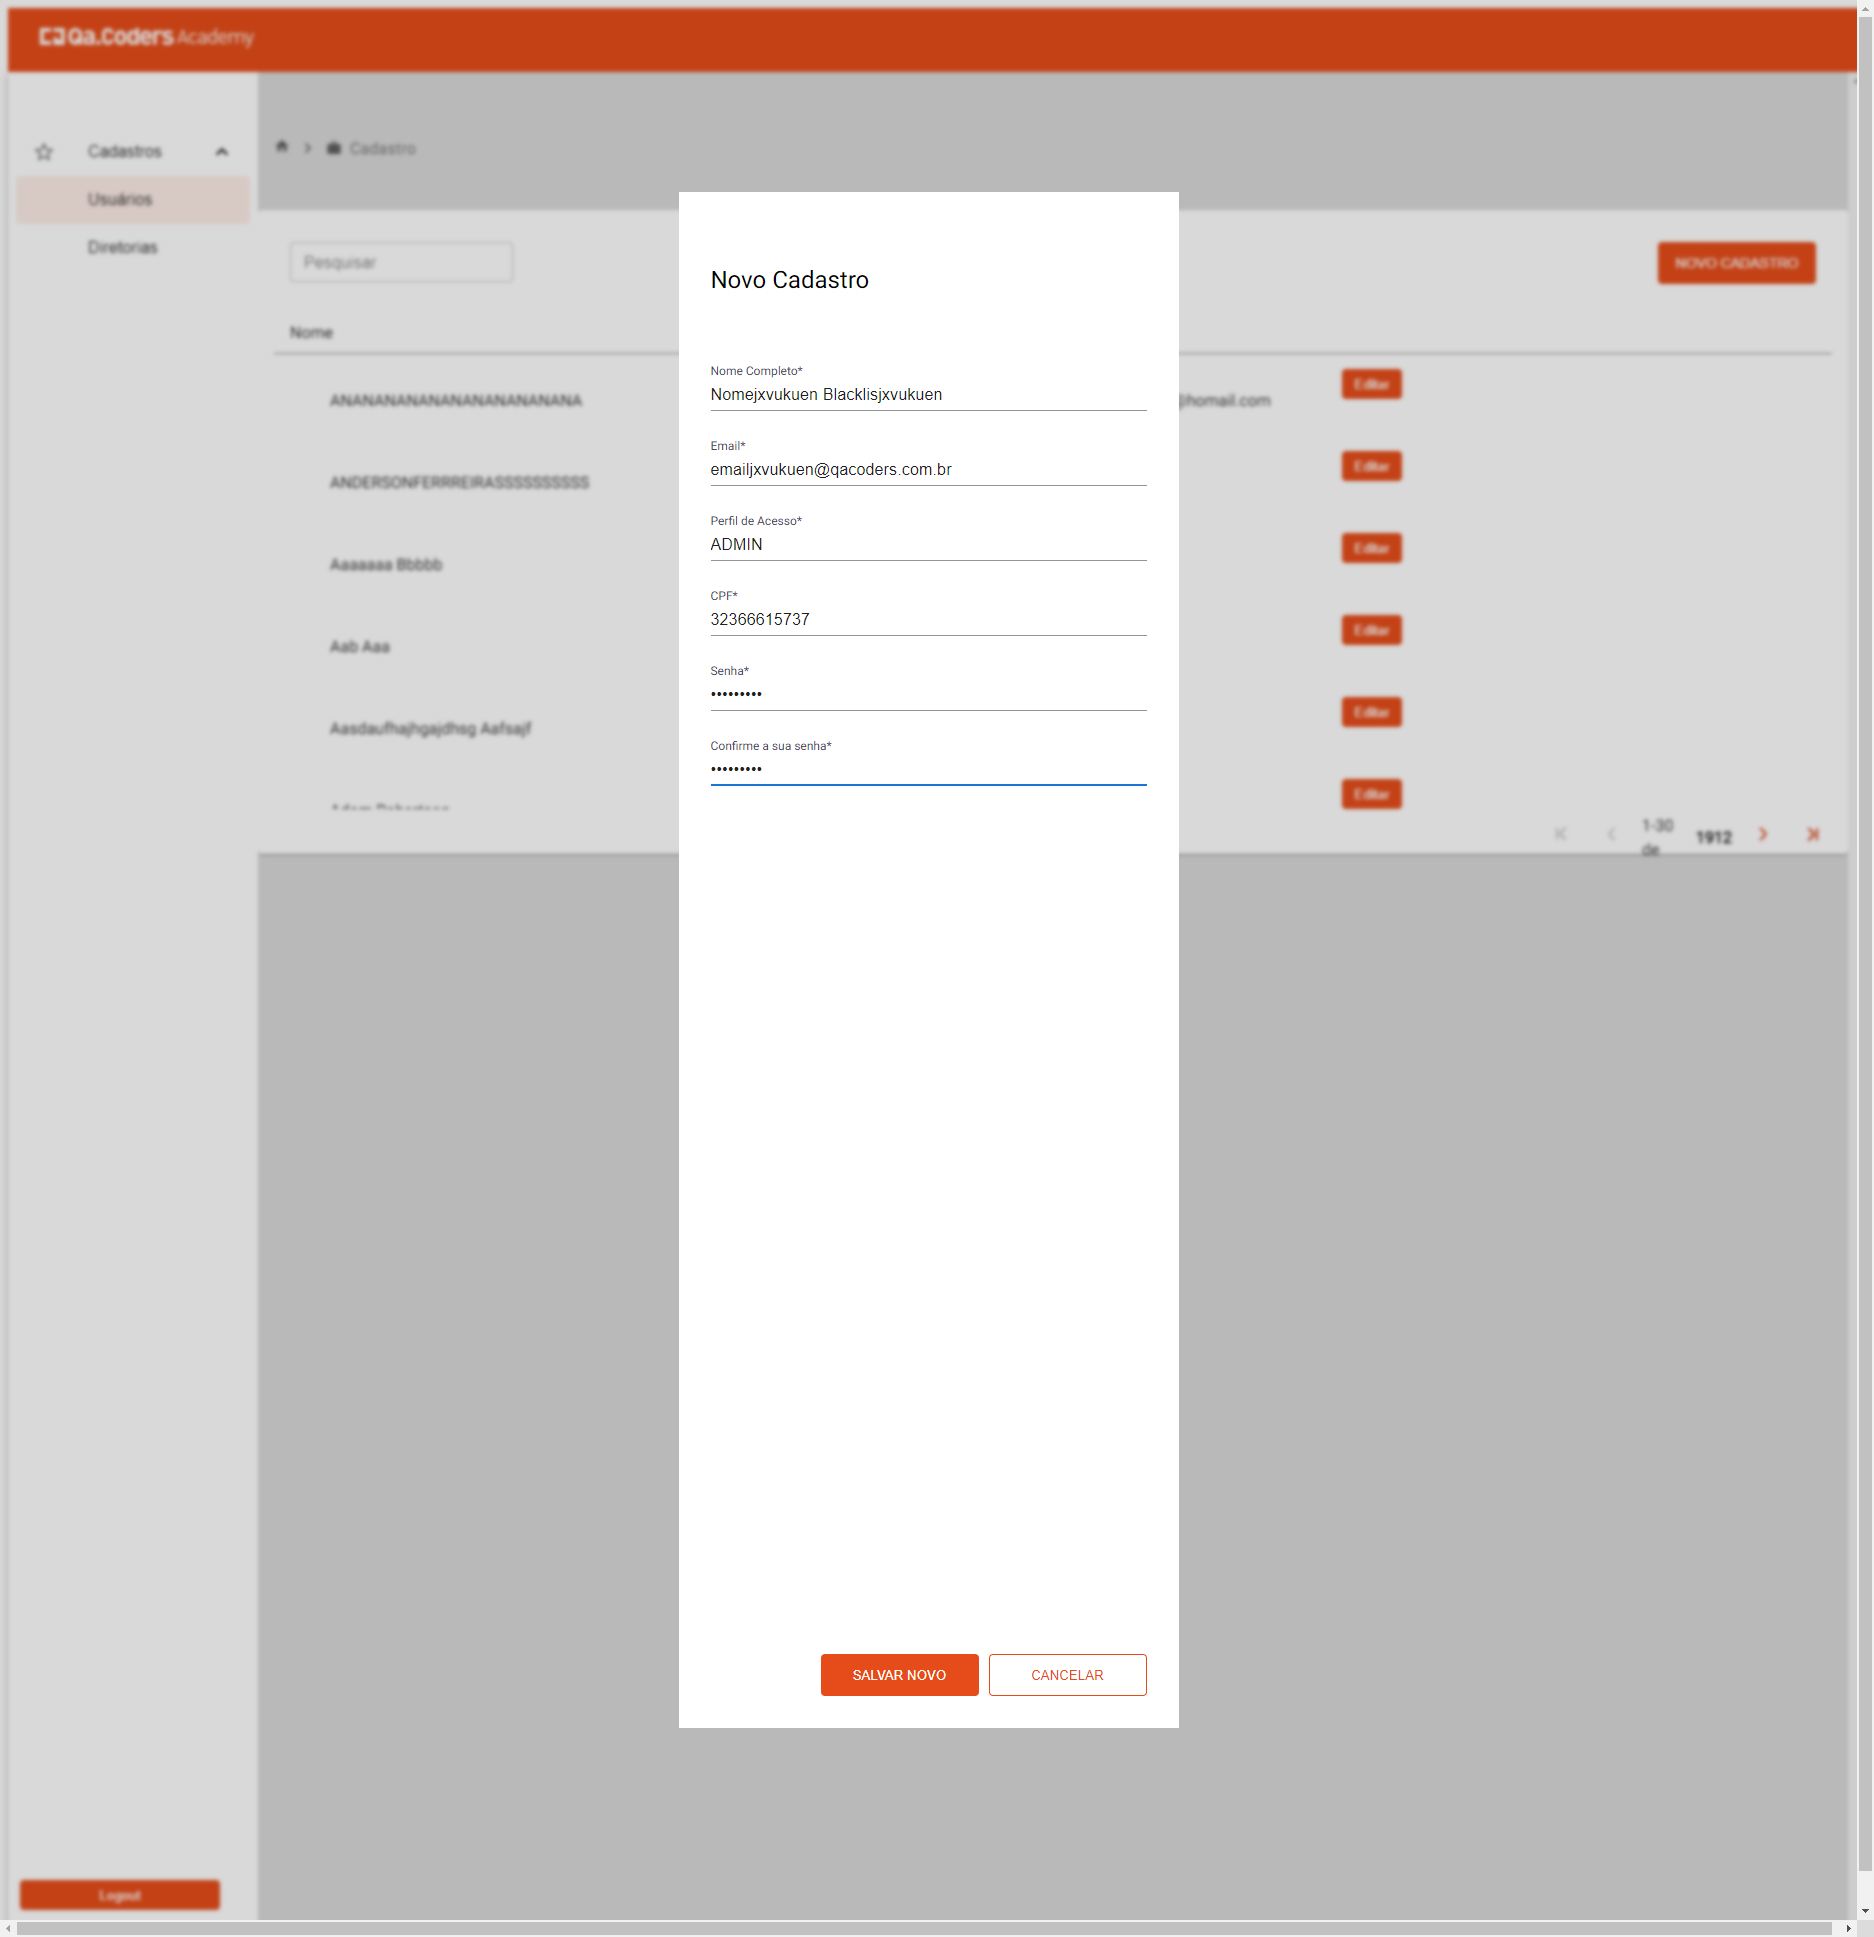 Qa.Coders Academy
Cadastros
Usuários
Diretorias
Cadastro
Pesquisar
NOVO CADASTRO
Nome
ANANANANANANANANANANANA
@homail.com
Editar
ANDERSONFERRREIRASSSSSSSSSS
Editar
Aaaaaaa Bbbbb
Editar
Aab Aaa
Editar
Aasdaufhajhgajdhsg Aafsajf
Editar
Editar
1-30 de
1912
Novo Cadastro
Nome Completo*
Nomejxvukuen Blacklisjxvukuen
Email*
emailjxvukuen@qacoders.com.br
Perfil de Acesso*
ADMIN
CPF*
32366615737
Senha*
•••••••••
Confirme a sua senha*
•••••••••
SALVAR NOVO
CANCELAR
Logout